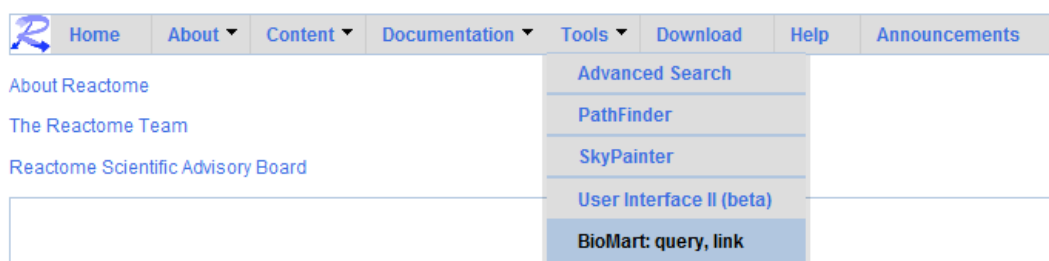 R Home About Content Documentation Tools Download Help Announcements
Advanced Search
About Reactome
PathFinder
The Reactome Team
SkyPainter
Reactome Scientific Advisory Board
User Interface II (beta)
BioMart: query, link